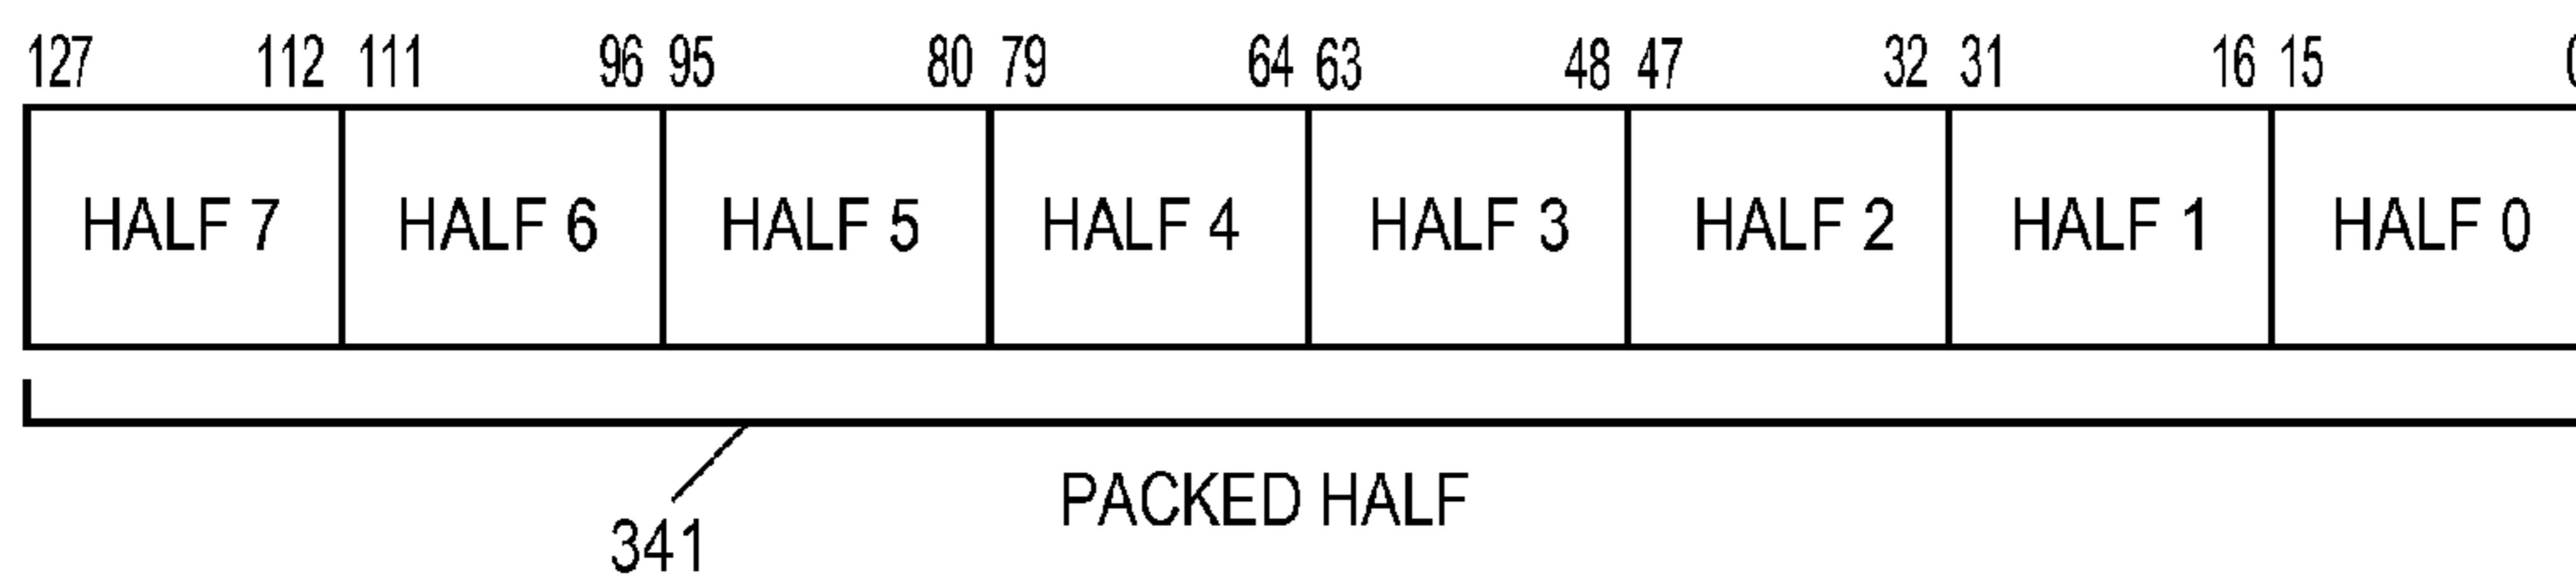 127 112 111 96 95 80 79 64 63 48 47 32 31 16 15 0
HALF 7 HALF 6 HALF 5 HALF 4 HALF 3 HALF 2 HALF 1 HALF 0
PACKED HALF
341